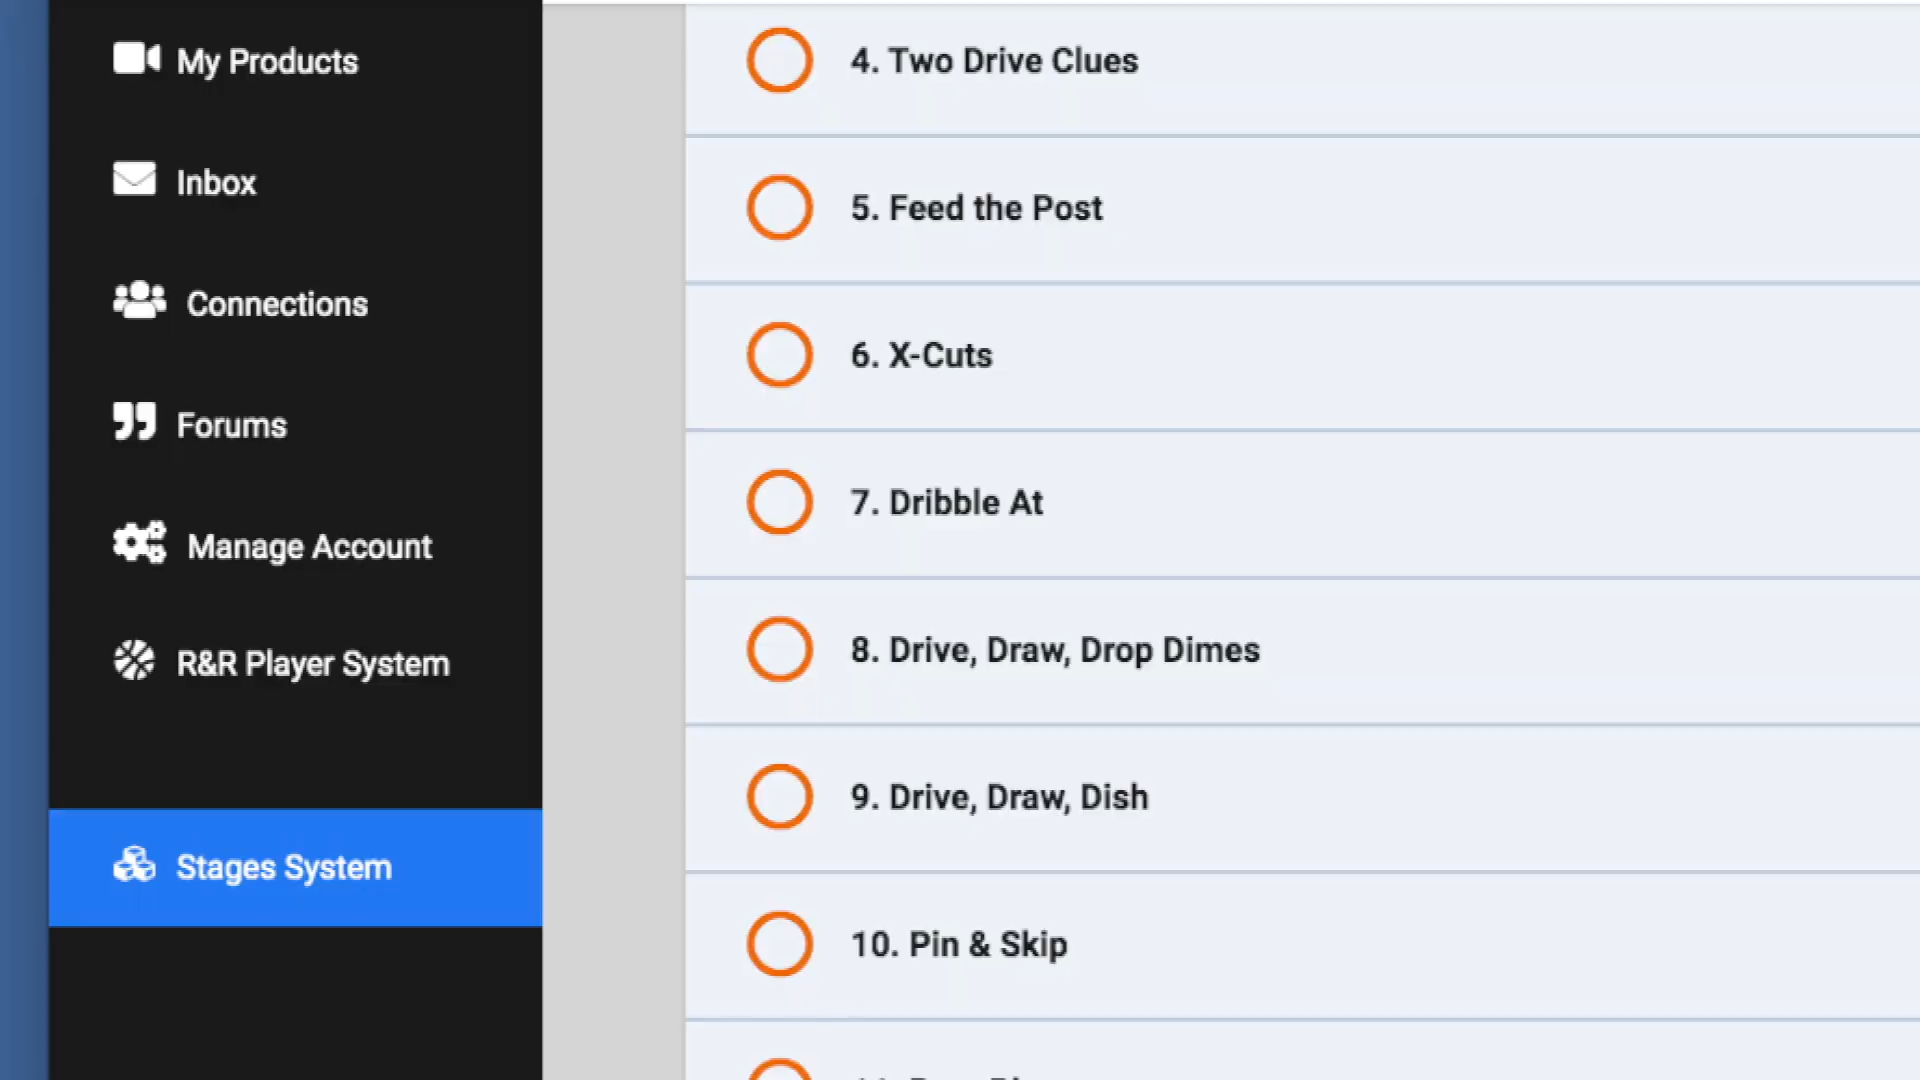 My Products
Inbox
Connections
Forums
Manage Account
R&R Player System
Stages System
4. Two Drive Clues
5. Feed the Post
6. X-Cuts
7. Dribble At
8. Drive, Draw, Drop Dimes
9. Drive, Draw, Dish
10. Pin & Skip